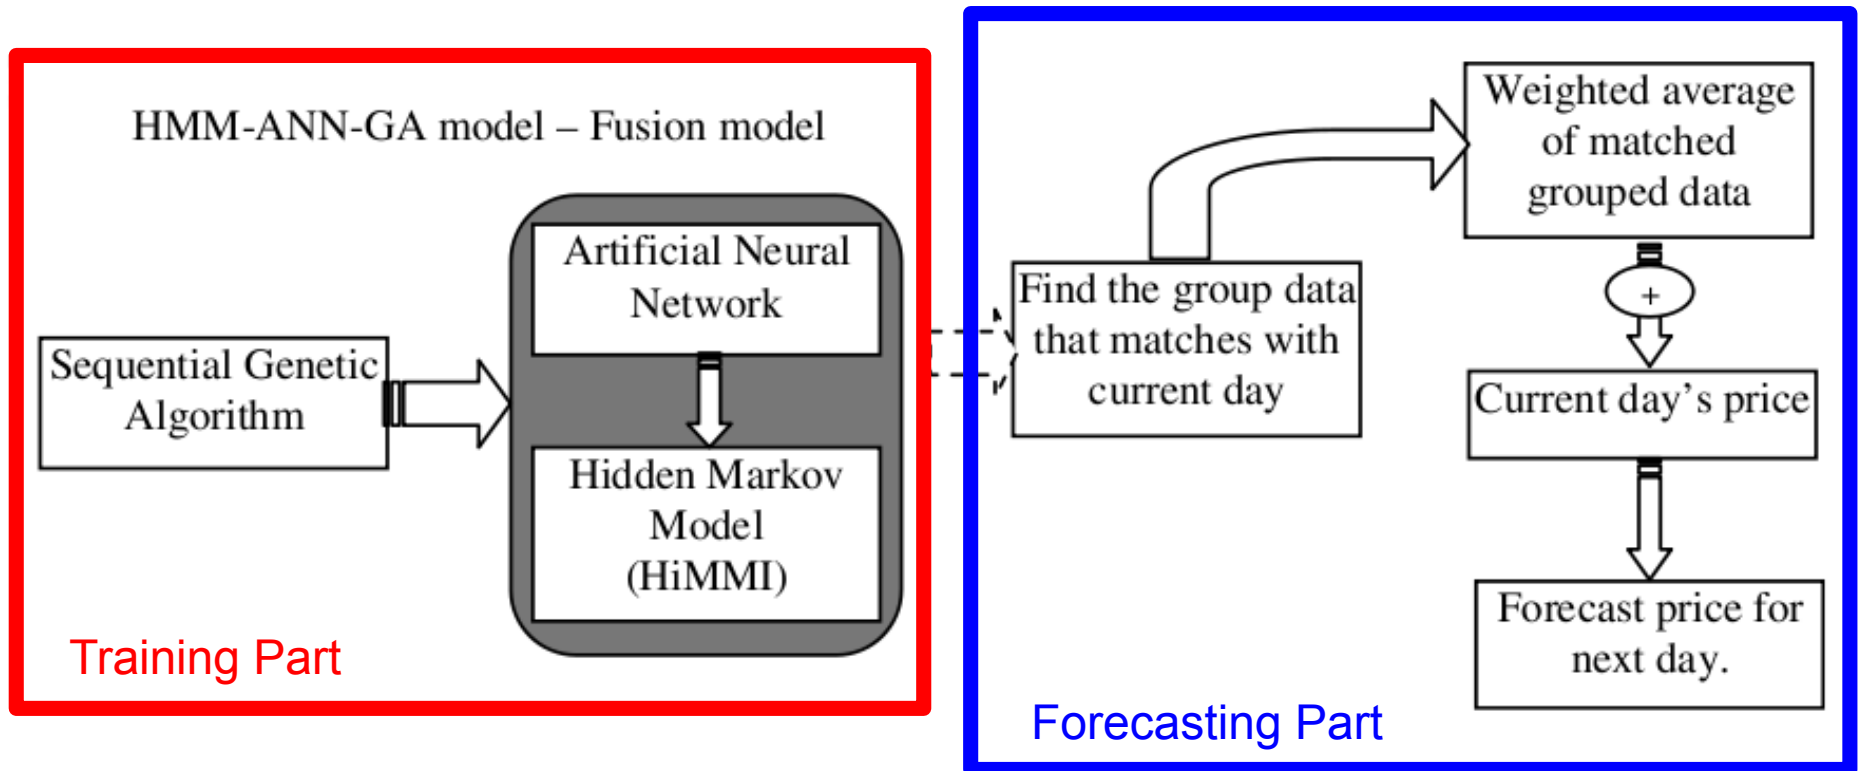 HMM-ANN-GA model – Fusion model
Sequential Genetic
Algorithm
Artificial Neural
Network
Hidden Markov
Model
(HiMMI)
Training Part
Find the group data
that matches with
current day
Weighted average
of matched
grouped data
+
Current day’s price
Forecast price for
next day.
Forecasting Part